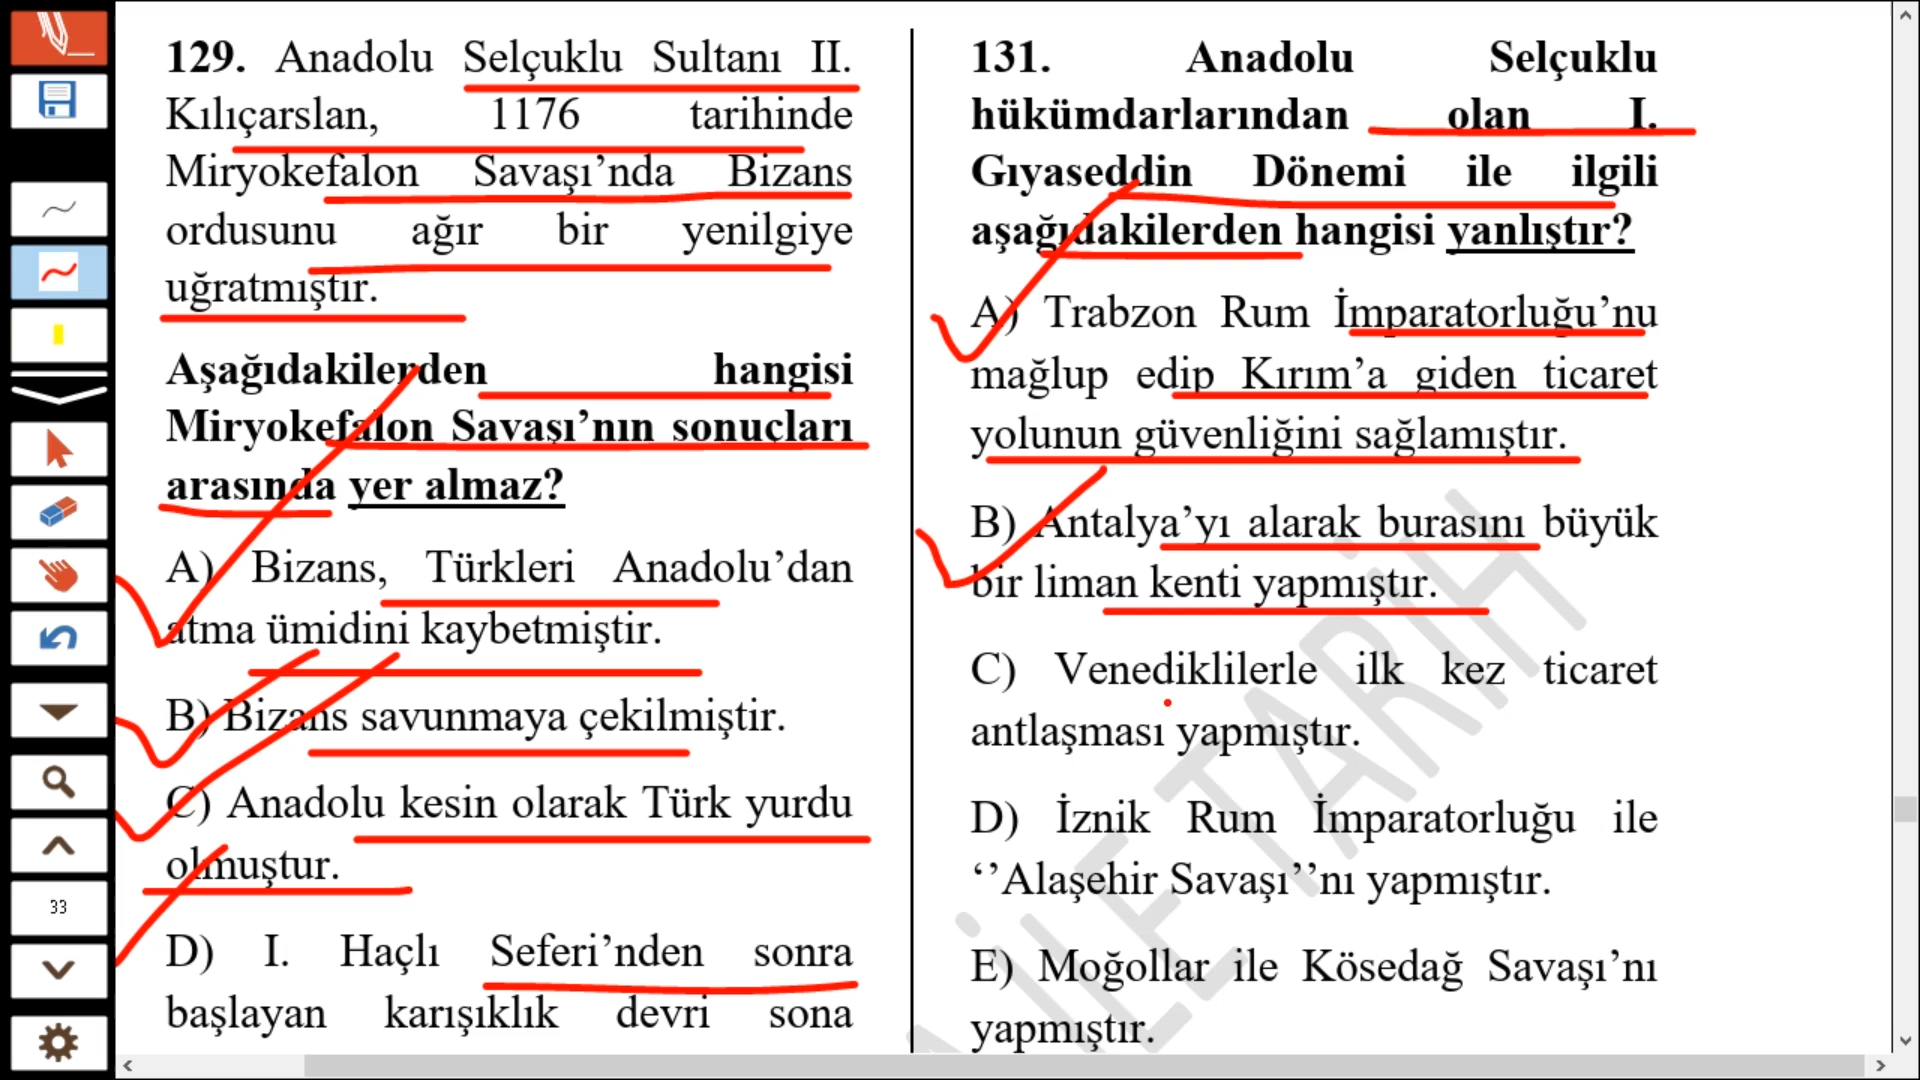 129. Anadolu Selçuklu Sultanı II.
Kılıçarslan, 1176 tarihinde
Miryokefalon Savaşı’nda Bizans
ordusunu ağır bir yenilgiye
uğratmıştır.
Aşağıdakilerden hangisi
Miryokefalon Savaşı’nın sonuçları
arasında yer almaz?
A) Bizans, Türkleri Anadolu’dan
atma ümidini kaybetmiştir.
B) Bizans savunmaya çekilmiştir.
C) Anadolu kesin olarak Türk yurdu
olmuştur.
D) I. Haçlı Seferi’nden sonra
başlayan karışıklık devri sona
131. Anadolu Selçuklu
hükümdarlarından olan I.
Gıyaseddin Dönemi ile ilgili
aşağıdakilerden hangisi yanlıştır?
A) Trabzon Rum İmparatorluğu’nu
mağlup edip Kırım’a giden ticaret
yolunun güvenliğini sağlamıştır.
B) Antalya’yı alarak burasını büyük
bir liman kenti yapmıştır.
C) Venediklilerle ilk kez ticaret
antlaşması yapmıştır.
D) İznik Rum İmparatorluğu ile
‘’Alaşehir Savaşı’’nı yapmıştır.
E) Moğollar ile Kösedağ Savaşı’nı
yapmıştır.
İLE TARİH
33